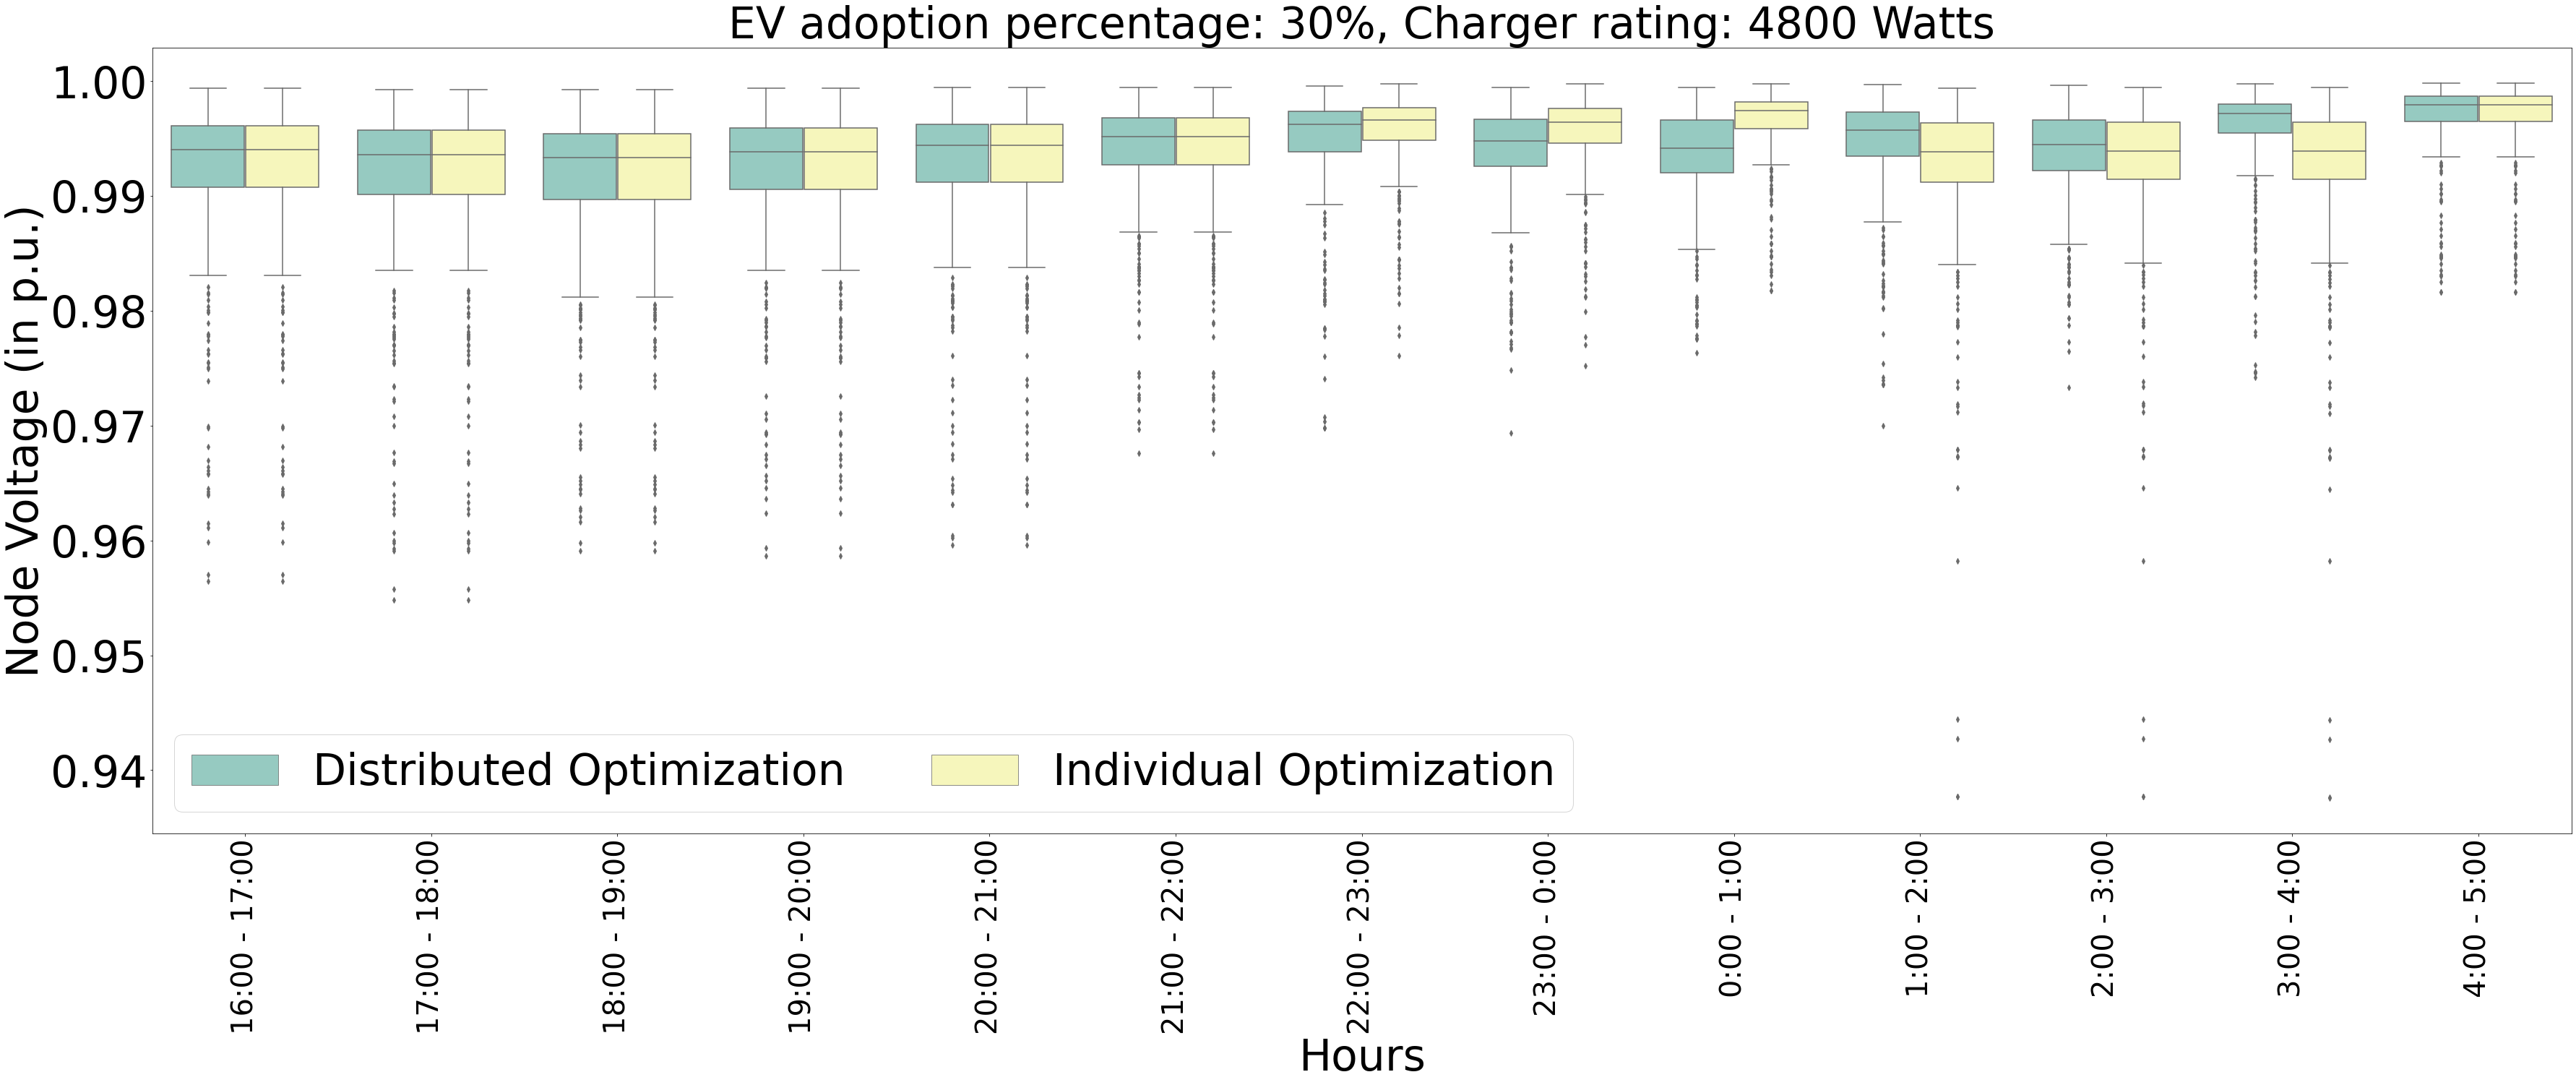 EV adoption percentage: 30%, Charger rating: 4800 Watts
Node Voltage (in p.u.)
1.00
0.99
0.98
0.97
0.96
0.95
0.94
Distributed Optimization
Individual Optimization
16:00 - 17:00
17:00 - 18:00
18:00 - 19:00
19:00 - 20:00
20:00 - 21:00
21:00 - 22:00
22:00 - 23:00
23:00 - 0:00
0:00 - 1:00
1:00 - 2:00
2:00 - 3:00
3:00 - 4:00
4:00 - 5:00
Hours